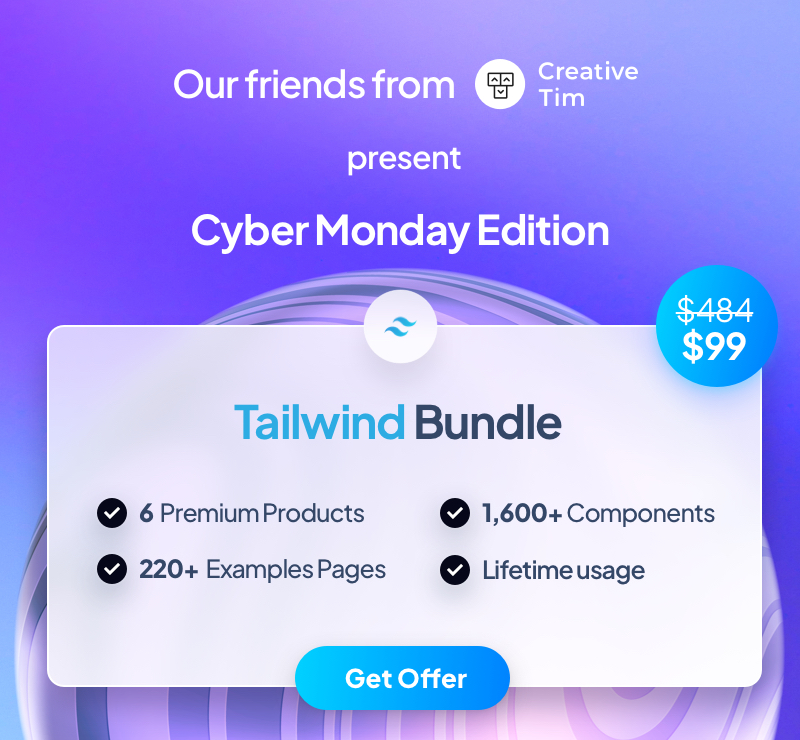 Our friends from
Creative
Tim
present
Cyber Monday Edition
$484
$99
Tailwind Bundle
6 Premium Products
1,600+ Components
220+ Examples Pages
Lifetime usage
Get Offer